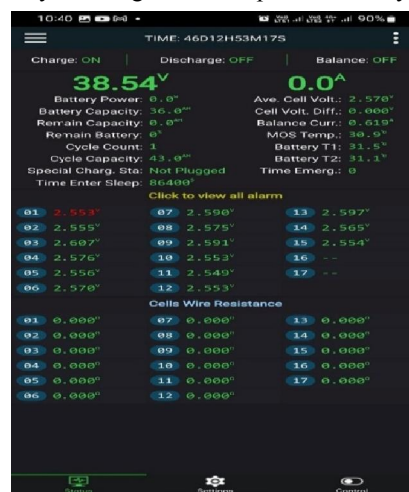 10:40 90%
TIME: 46D12H53M17S
Charge: ON Discharge: OFF Balance: OFF
38.54V 0.0A
Battery Power: 0.0W Ave. Cell Volt.: 2.570V
Battery Capacity: 36.0AH Cell Volt. Diff.: 0.000V
Remain Capacity: 0.0AH Balance Curr.: 0.619A
Remain Battery: 0% MOS Temp.: 30.9°
Cycle Count: 1 Battery T1: 31.5°
Cycle Capacity: 43.0AH Battery T2: 31.1°
Special Charg. Sta: Not Plugged Time Emerg.: 0
Time Enter Sleep: 86400S
Click to view all alarm
01 2.553V 07 2.590V 13 2.597V
02 2.555V 08 2.575V 14 2.565V
03 2.607V 09 2.591V 15 2.554V
04 2.576V 10 2.553V 16 --
05 2.556V 11 2.549V 17 --
06 2.570V 12 2.553V
Cells Wire Resistance
01 0.000Ω 07 0.000Ω 13 0.000Ω
02 0.000Ω 08 0.000Ω 14 0.000Ω
03 0.000Ω 09 0.000Ω 15 0.000Ω
04 0.000Ω 10 0.000Ω 16 0.000Ω
05 0.000Ω 11 0.000Ω 17 0.000Ω
06 0.000Ω 12 0.000Ω
Status Settings Control